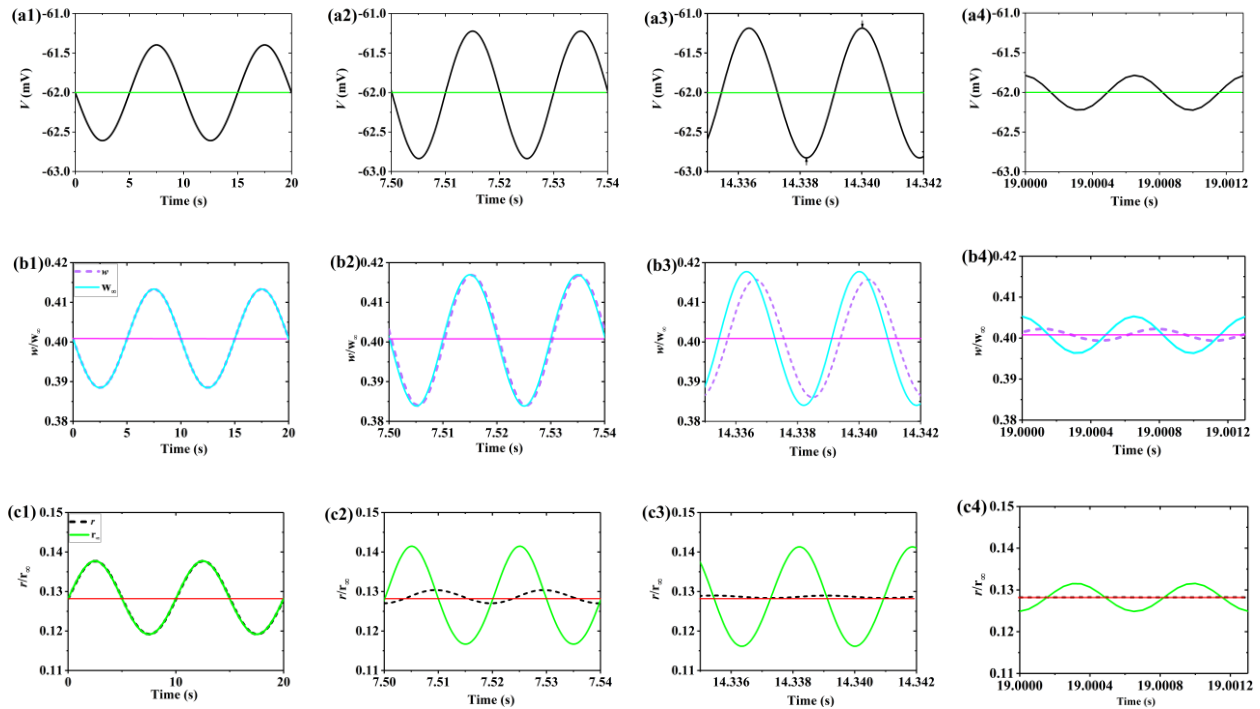 (a1)
-61.0
-61.5
-62.0
-62.5
-63.0
V (mV)
0 5 10 15 20
Time (s)
(a2)
-61.0
-61.5
-62.0
-62.5
-63.0
V (mV)
7.50 7.51 7.52 7.53 7.54
Time (s)
(a3)
-61.0
-61.5
-62.0
-62.5
-63.0
V (mV)
14.336 14.338 14.340 14.342
Time (s)
(a4)
-61.0
-61.5
-62.0
-62.5
-63.0
V (mV)
19.0000 19.0004 19.0008 19.0012
Time (s)
(b1)
w
w∞
0.42
0.41
0.40
0.39
0.38
w/w∞
0 5 10 15 20
Time (s)
(b2)
0.42
0.41
0.40
0.39
0.38
w/w∞
7.50 7.51 7.52 7.53 7.54
Time (s)
(b3)
0.42
0.41
0.40
0.39
0.38
w/w∞
14.336 14.338 14.340 14.342
Time (s)
(b4)
0.42
0.41
0.40
0.39
0.38
w/w∞
19.0000 19.0004 19.0008 19.0012
Time (s)
(c1)
r
r∞
0.15
0.14
0.13
0.12
0.11
r/r∞
0 10 20
Time (s)
(c2)
0.15
0.14
0.13
0.12
0.11
r/r∞
7.50 7.51 7.52 7.53 7.54
Time (s)
(c3)
0.15
0.14
0.13
0.12
0.11
r/r∞
14.336 14.338 14.340 14.342
Time (s)
(c4)
0.15
0.14
0.13
0.12
0.11
r/r∞
19.0000 19.0004 19.0008 19.0012
Time (s)